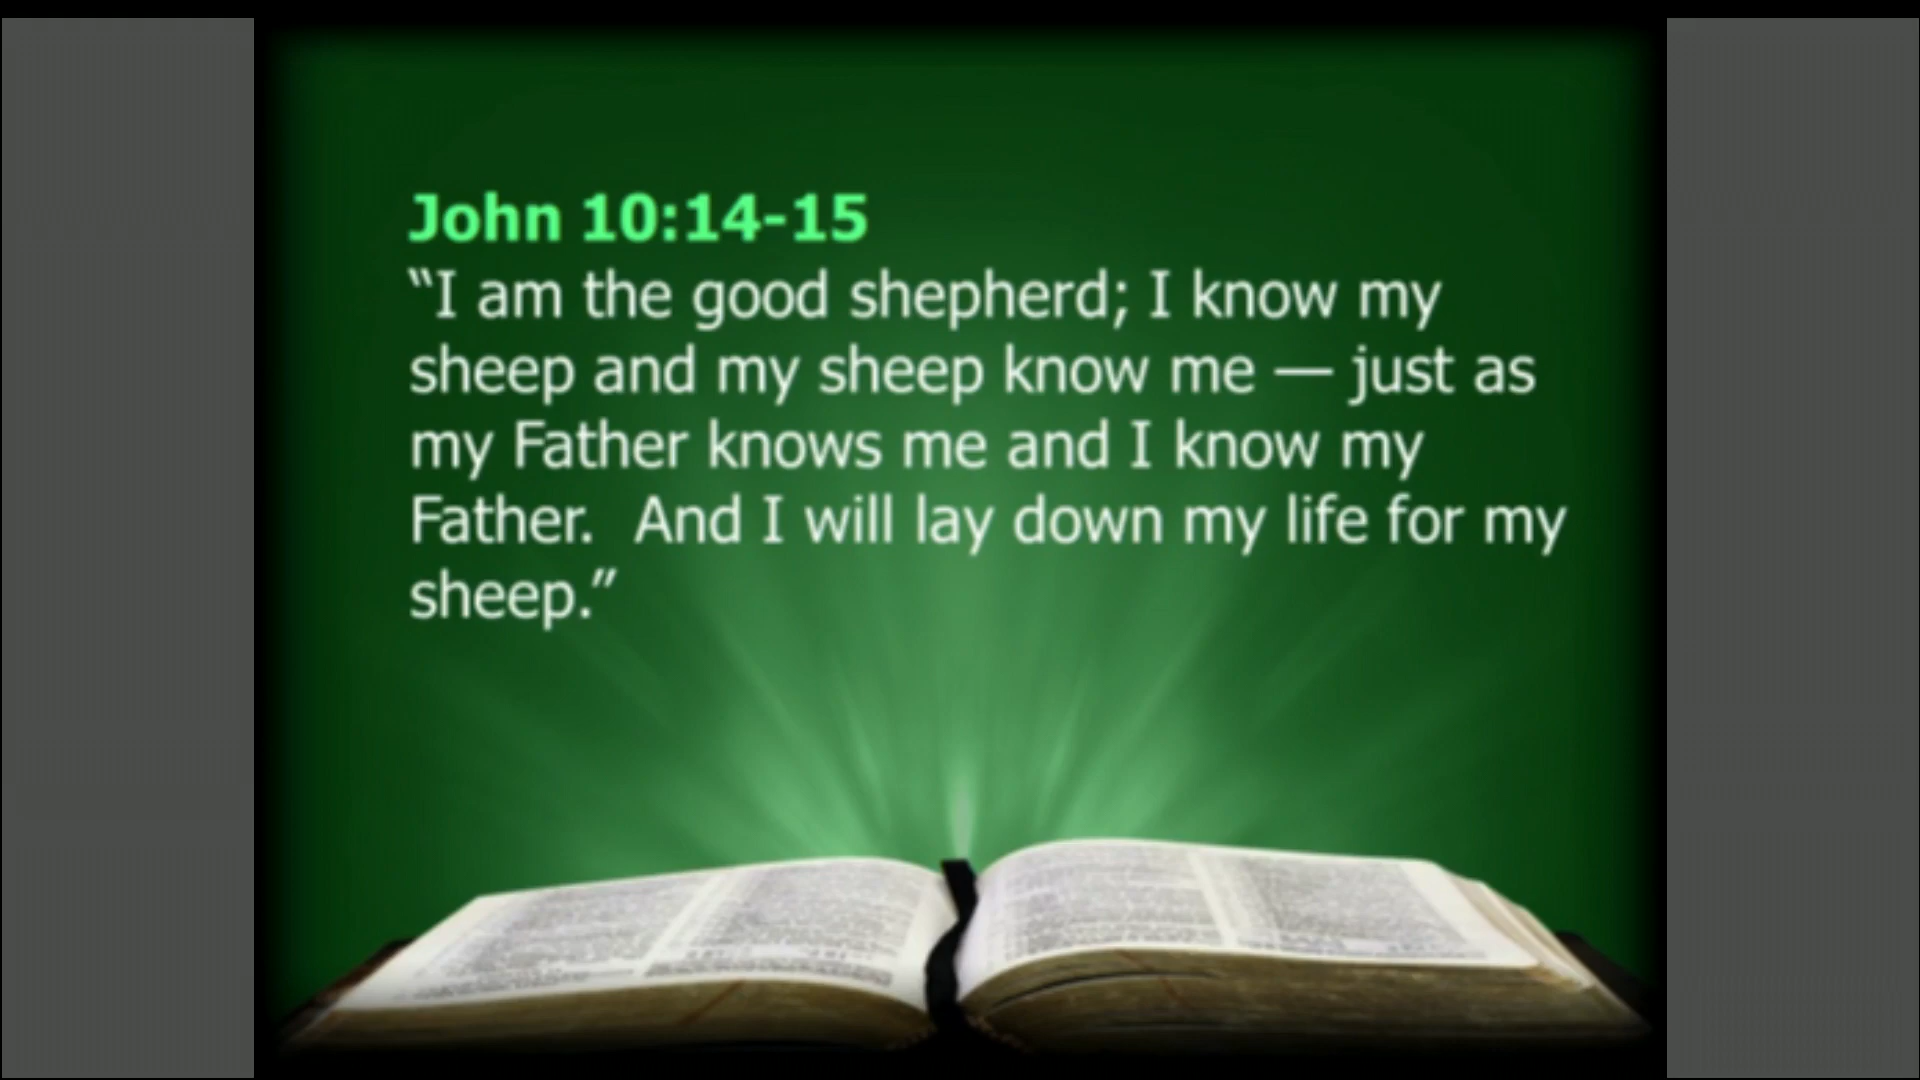 John 10:14-15
“I am the good shepherd; I know my
sheep and my sheep know me — just as
my Father knows me and I know my
Father.  And I will lay down my life for my
sheep.”